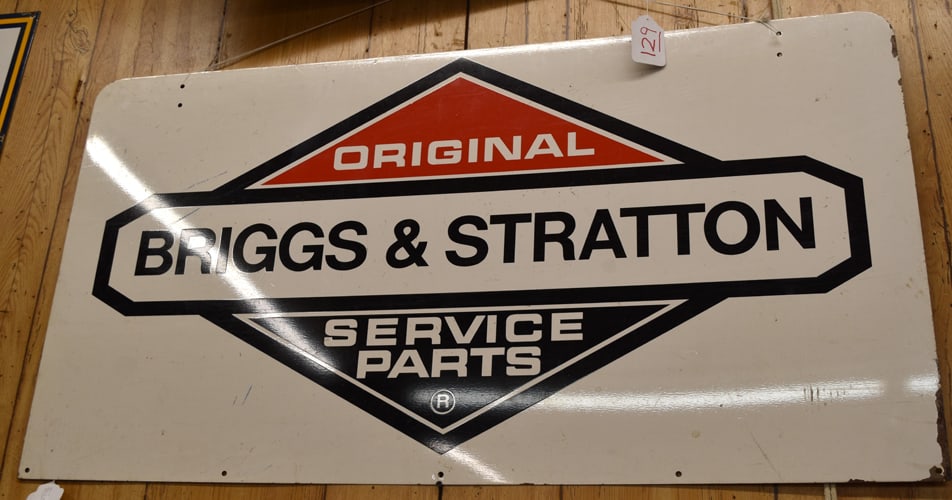 129
ORIGINAL
BRIGGS & STRATTON
SERVICE
PARTS
®